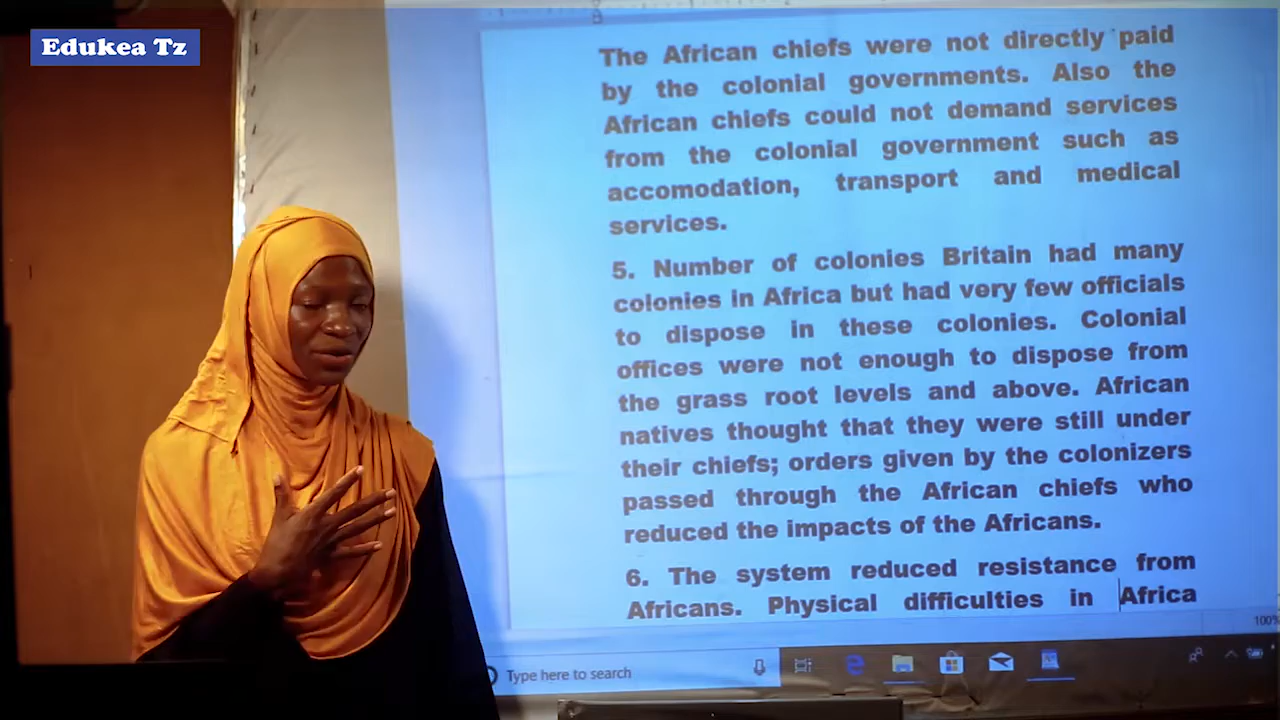 Edukea Tz
The African chiefs were not directly paid
by the colonial governments. Also the
African chiefs could not demand services
from the colonial government such as
accomodation, transport and medical
services.
5. Number of colonies Britain had many
colonies in Africa but had very few officials
to dispose in these colonies. Colonial
offices were not enough to dispose from
the grass root levels and above. African
natives thought that they were still under
their chiefs; orders given by the colonizers
passed through the African chiefs who
reduced the impacts of the Africans.
6. The system reduced resistance from
Africans. Physical difficulties in Africa
100%
Type here to search